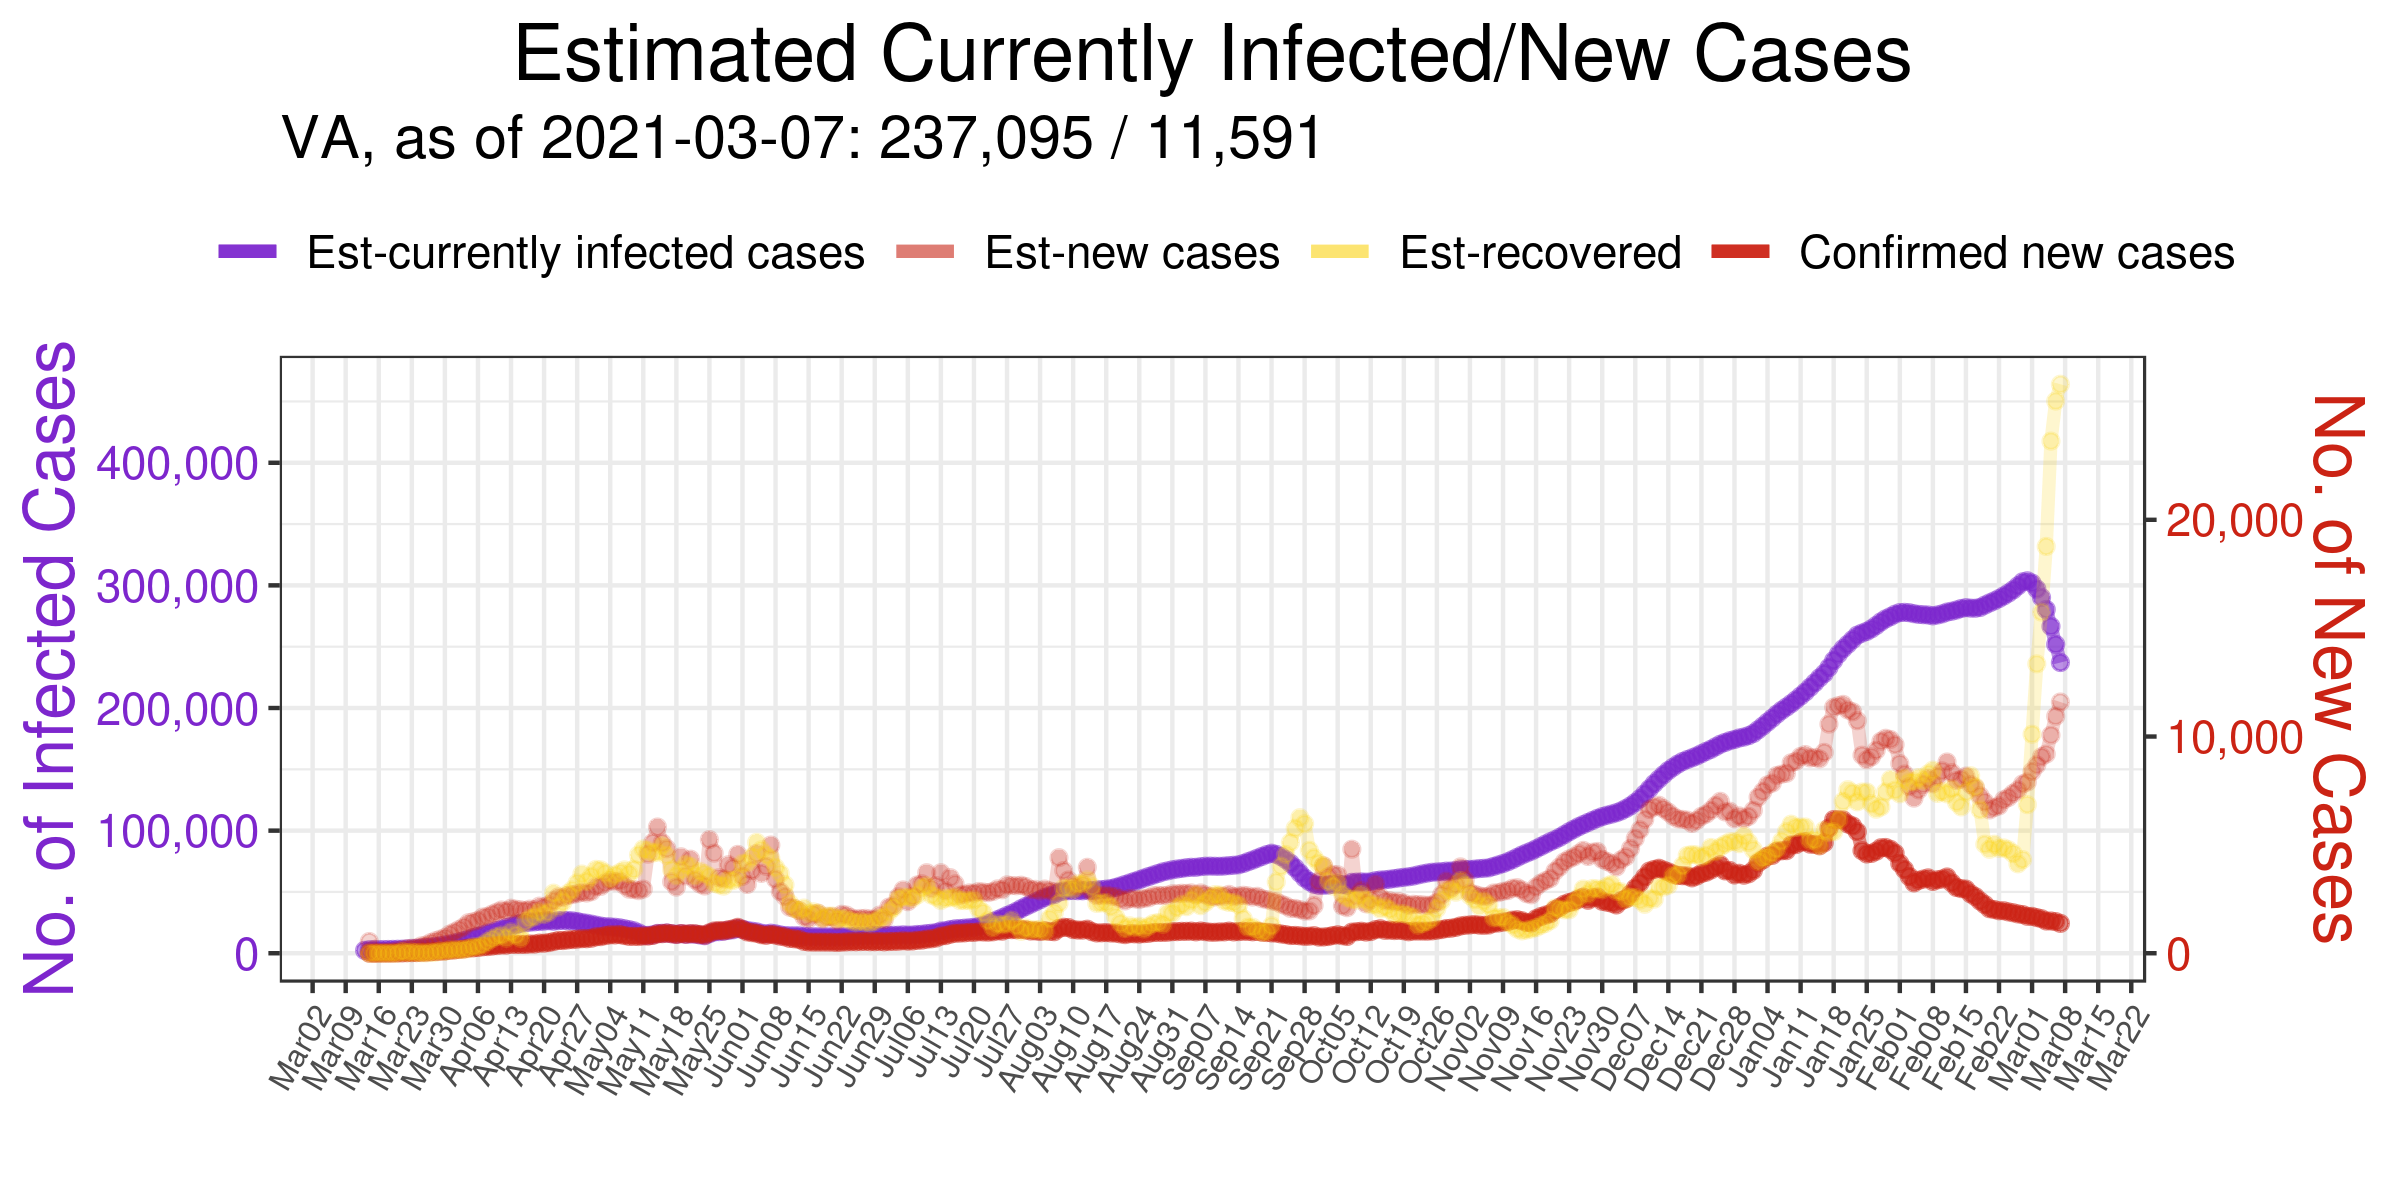 Estimated Currently Infected/New Cases
VA, as of 2021-03-07: 237,095 / 11,591
Est-currently infected cases Est-new cases Est-recovered Confirmed new cases
No. of Infected Cases
400,000
300,000
200,000
100,000
0
20,000
10,000
0
No. of New Cases
Mar02 Mar09 Mar16 Mar23 Mar30 Apr06 Apr13 Apr20 Apr27 May04 May11 May18 May25 Jun01 Jun08 Jun15 Jun22 Jun29 Jul06 Jul13 Jul20 Jul27 Aug03 Aug10 Aug17 Aug24 Aug31 Sep07 Sep14 Sep21 Sep28 Oct05 Oct12 Oct19 Oct26 Nov02 Nov09 Nov16 Nov23 Nov30 Dec07 Dec14 Dec21 Dec28 Jan04 Jan11 Jan18 Jan25 Feb01 Feb08 Feb15 Feb22 Mar01 Mar08 Mar15 Mar22